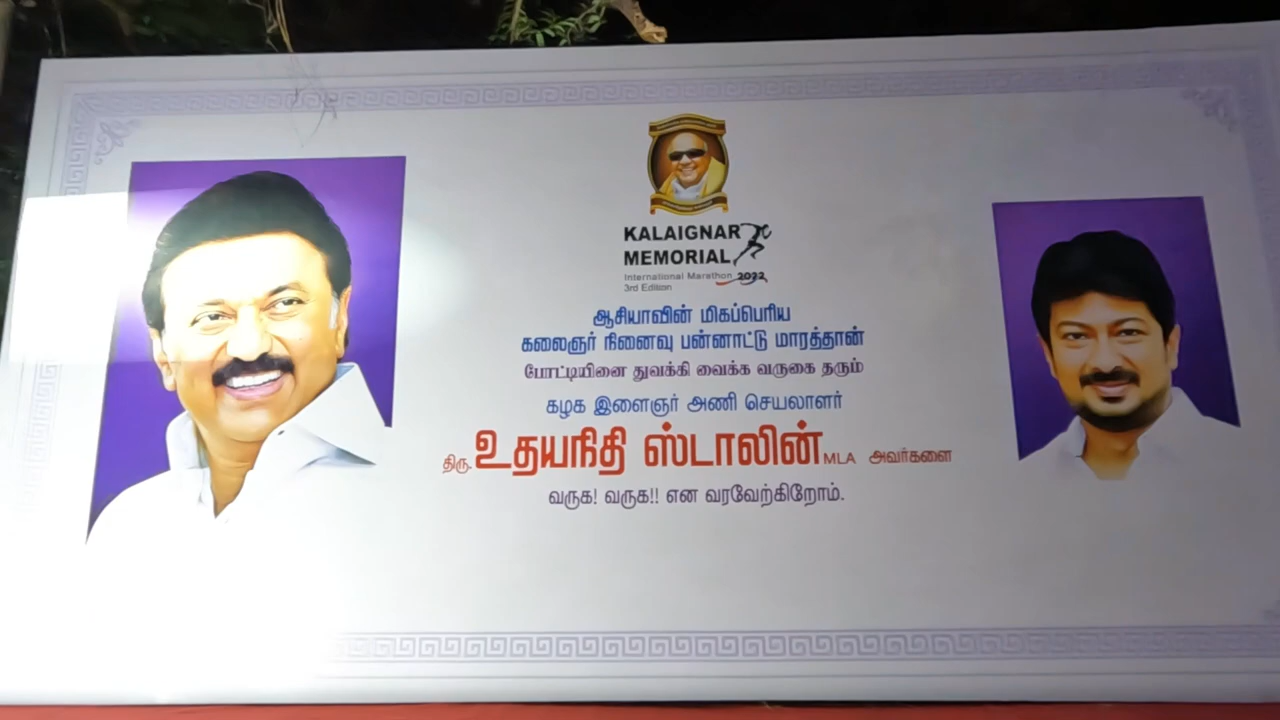 KALAIGNAR
MEMORIAL
International Marathon 2022
3rd Edition
ஆசியாவின் மிகப்பெரிய
கலைஞர் நினைவு பன்னாட்டு மாரத்தான்
போட்டியினை துவக்கி வைக்க வருகை தரும்
கழக இளைஞர் அணி செயலாளர்
திரு. உதயநிதி ஸ்டாலின் MLA அவர்களை
வருக! வருக!! என வரவேற்கிறோம்.